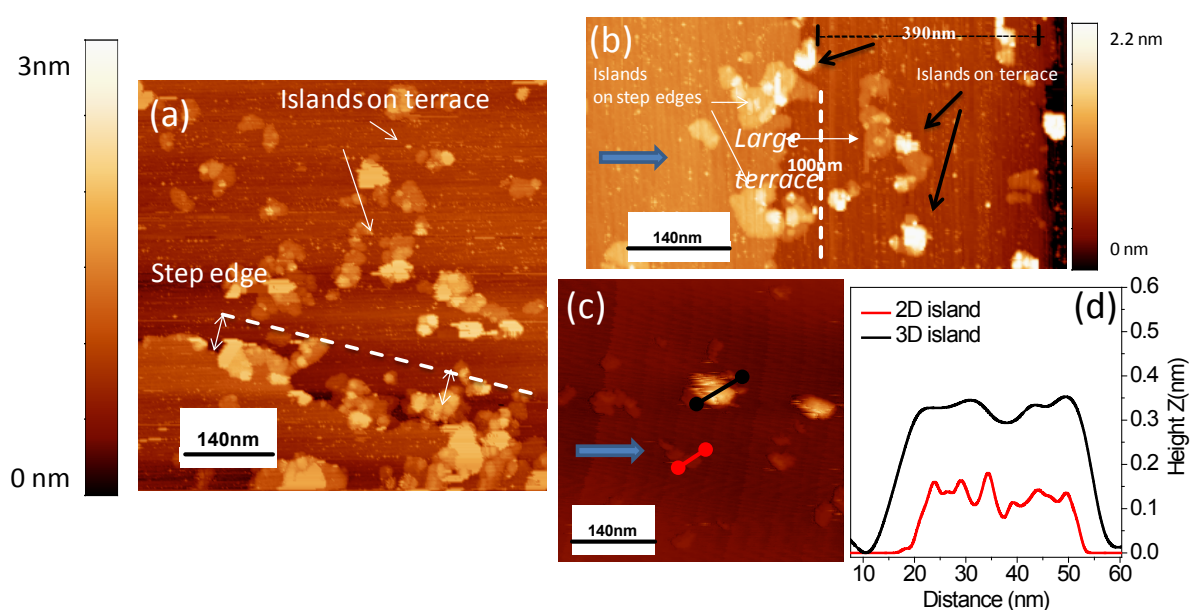 3nm
0 nm
(a)
Islands on terrace
Step edge
140nm
(b)
390nm
Islands
on step edges
Islands on terrace
Large
100nm
terrace
140nm
2.2 nm
0 nm
(c)
140nm
(d)
2D island
3D island
0.6
0.5
0.4
0.3
0.2
0.1
0.0
Height Z(nm)
10 20 30 40 50 60
Distance (nm)